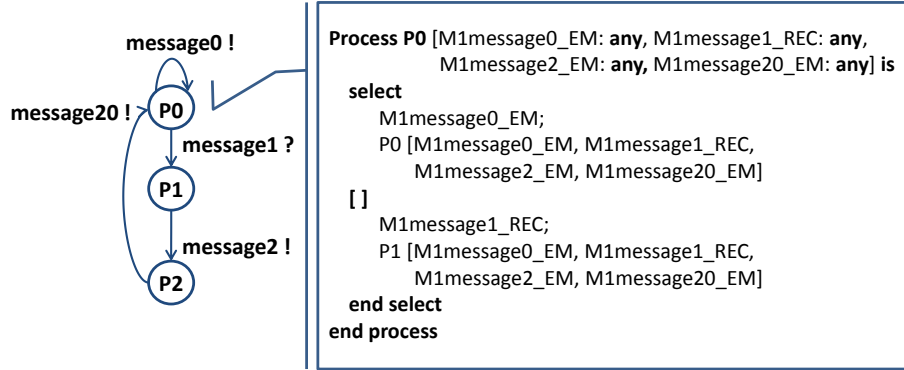 message0 !
message20 !
P0
message1 ?
P1
message2 !
P2
Process P0 [M1message0_EM: any, M1message1_REC: any,
M1message2_EM: any, M1message20_EM: any] is
select
M1message0_EM;
P0 [M1message0_EM, M1message1_REC,
M1message2_EM, M1message20_EM]
[ ]
M1message1_REC;
P1 [M1message0_EM, M1message1_REC,
M1message2_EM, M1message20_EM]
end select
end process